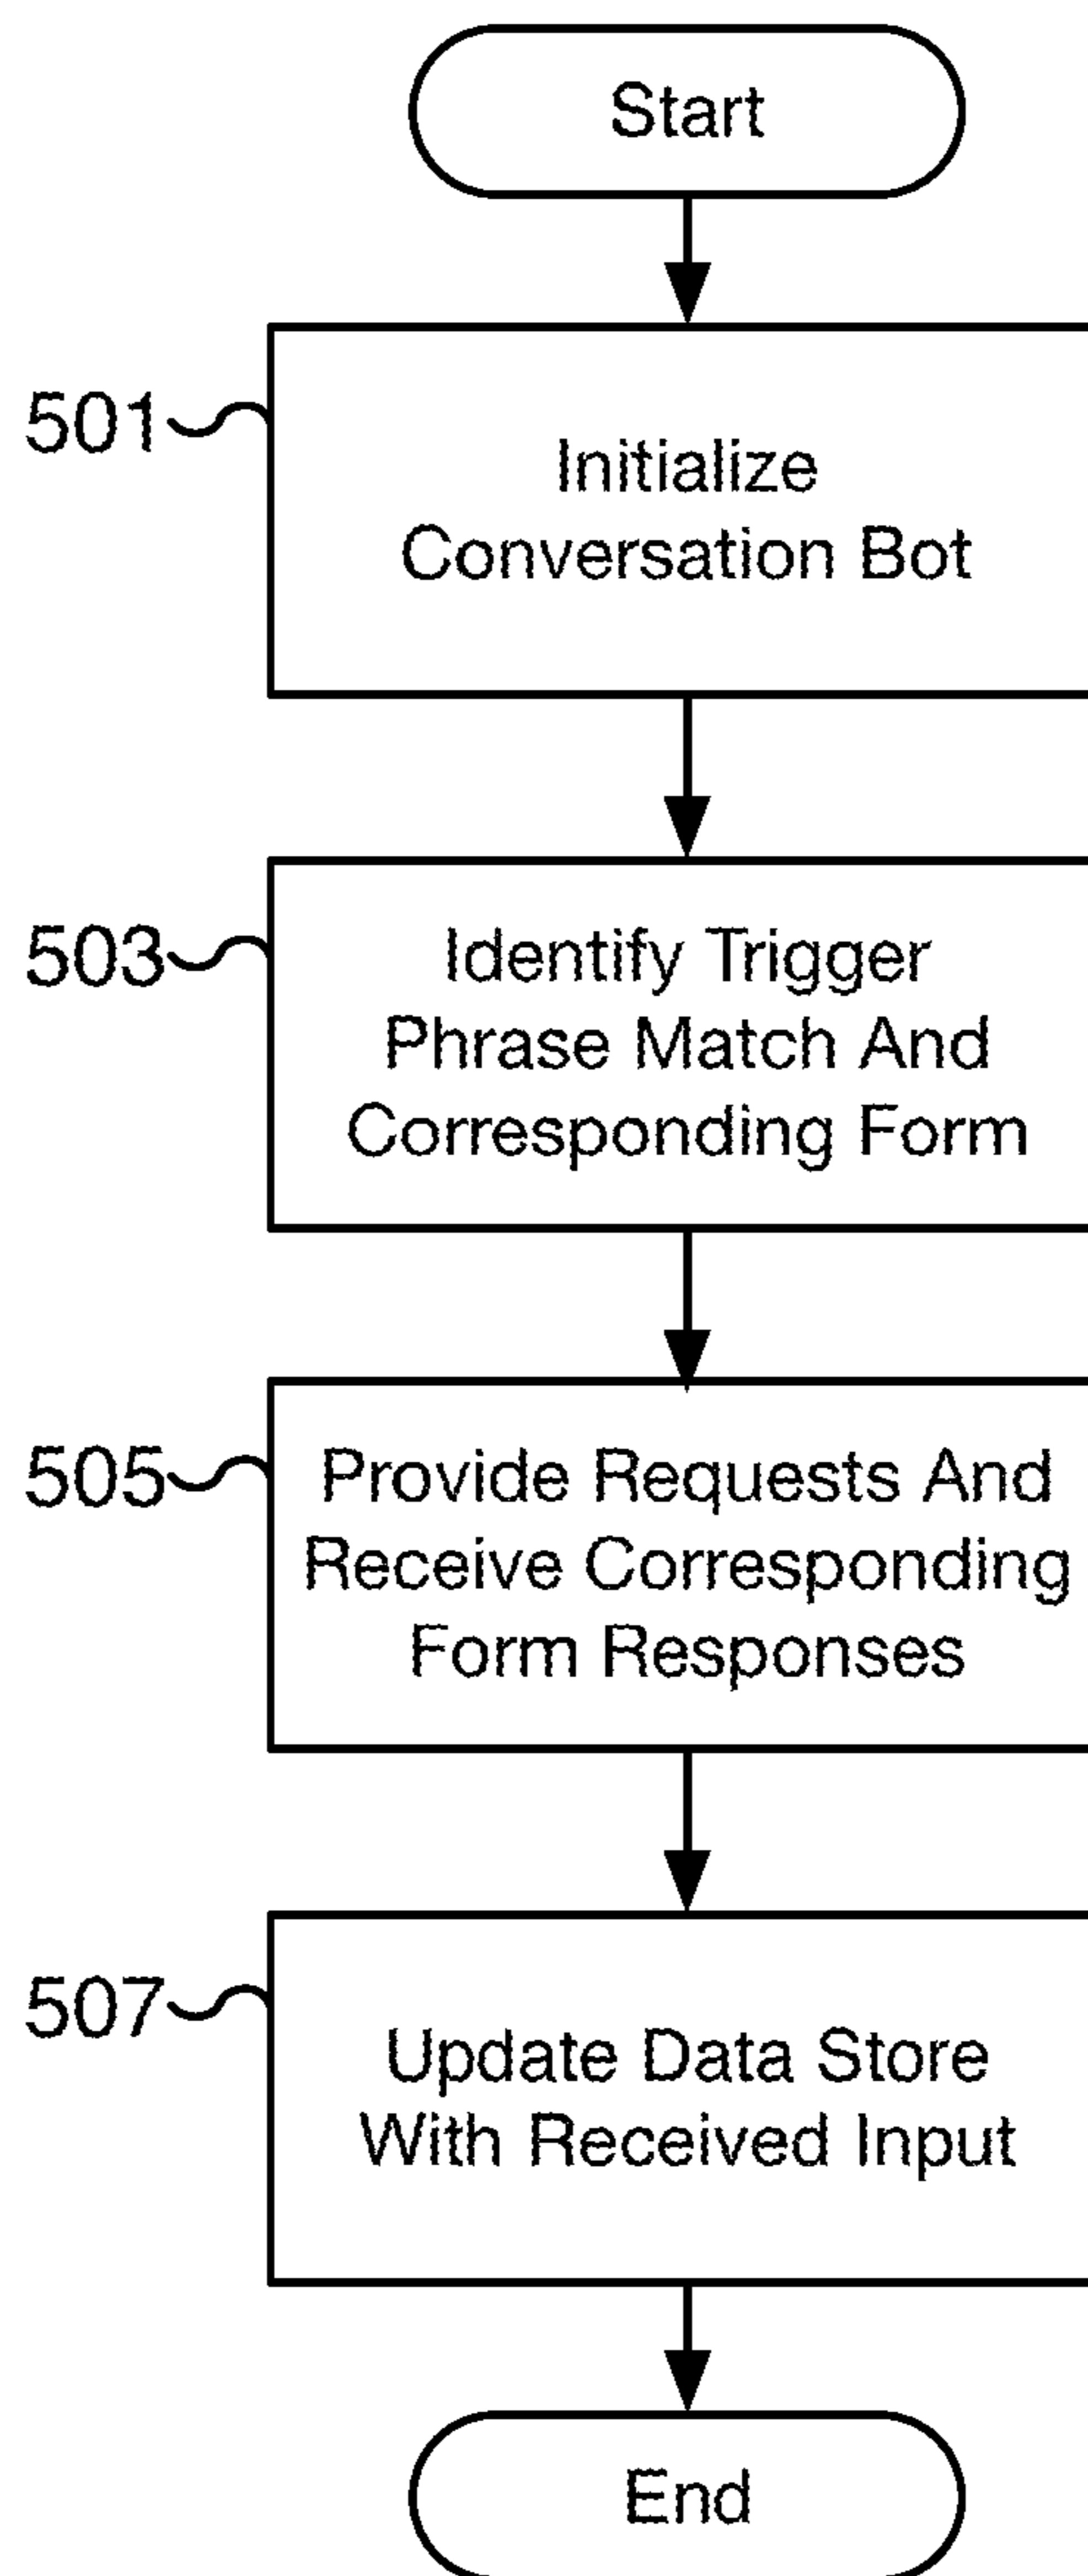 Start
501
Initialize
Conversation Bot
503
Identify Trigger
Phrase Match And
Corresponding Form
505
Provide Requests And
Receive Corresponding
Form Responses
507
Update Data Store
With Received Input
End